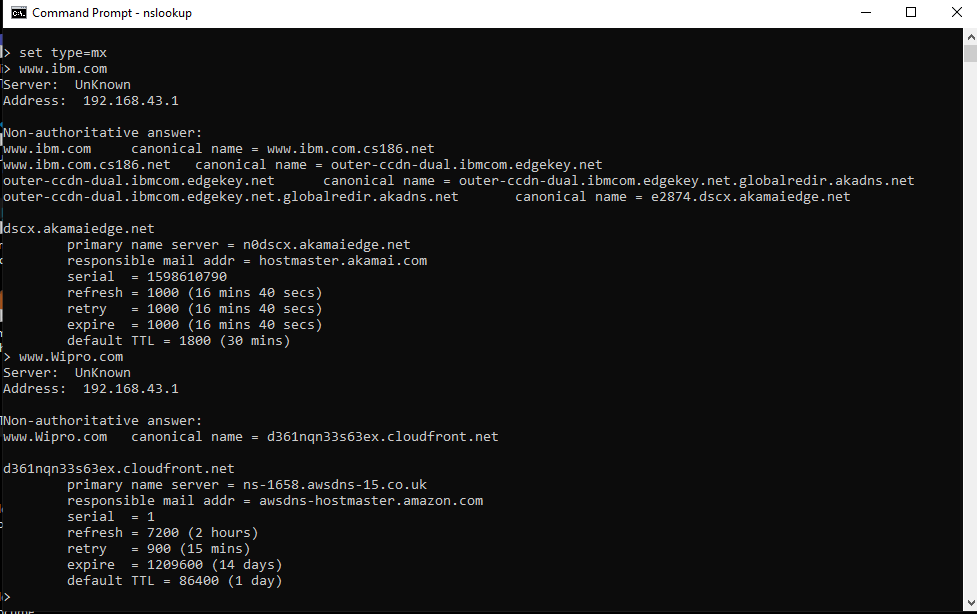 Command Prompt - nslookup
> set type=mx
> www.ibm.com
Server:  UnKnown
Address:  192.168.43.1

Non-authoritative answer:
www.ibm.com     canonical name = www.ibm.com.cs186.net
www.ibm.com.cs186.net   canonical name = outer-ccdn-dual.ibmcom.edgekey.net
outer-ccdn-dual.ibmcom.edgekey.net      canonical name = outer-ccdn-dual.ibmcom.edgekey.net.globalredir.akadns.net
outer-ccdn-dual.ibmcom.edgekey.net.globalredir.akadns.net       canonical name = e2874.dscx.akamaiedge.net

dscx.akamaiedge.net
        primary name server = n0dscx.akamaiedge.net
        responsible mail addr = hostmaster.akamai.com
        serial  = 1598610790
        refresh = 1000 (16 mins 40 secs)
        retry   = 1000 (16 mins 40 secs)
        expire  = 1000 (16 mins 40 secs)
        default TTL = 1800 (30 mins)
> www.Wipro.com
Server:  UnKnown
Address:  192.168.43.1

Non-authoritative answer:
www.Wipro.com   canonical name = d361nqn33s63ex.cloudfront.net

d361nqn33s63ex.cloudfront.net
        primary name server = ns-1658.awsdns-15.co.uk
        responsible mail addr = awsdns-hostmaster.amazon.com
        serial  = 1
        refresh = 7200 (2 hours)
        retry   = 900 (15 mins)
        expire  = 1209600 (14 days)
        default TTL = 86400 (1 day)
>